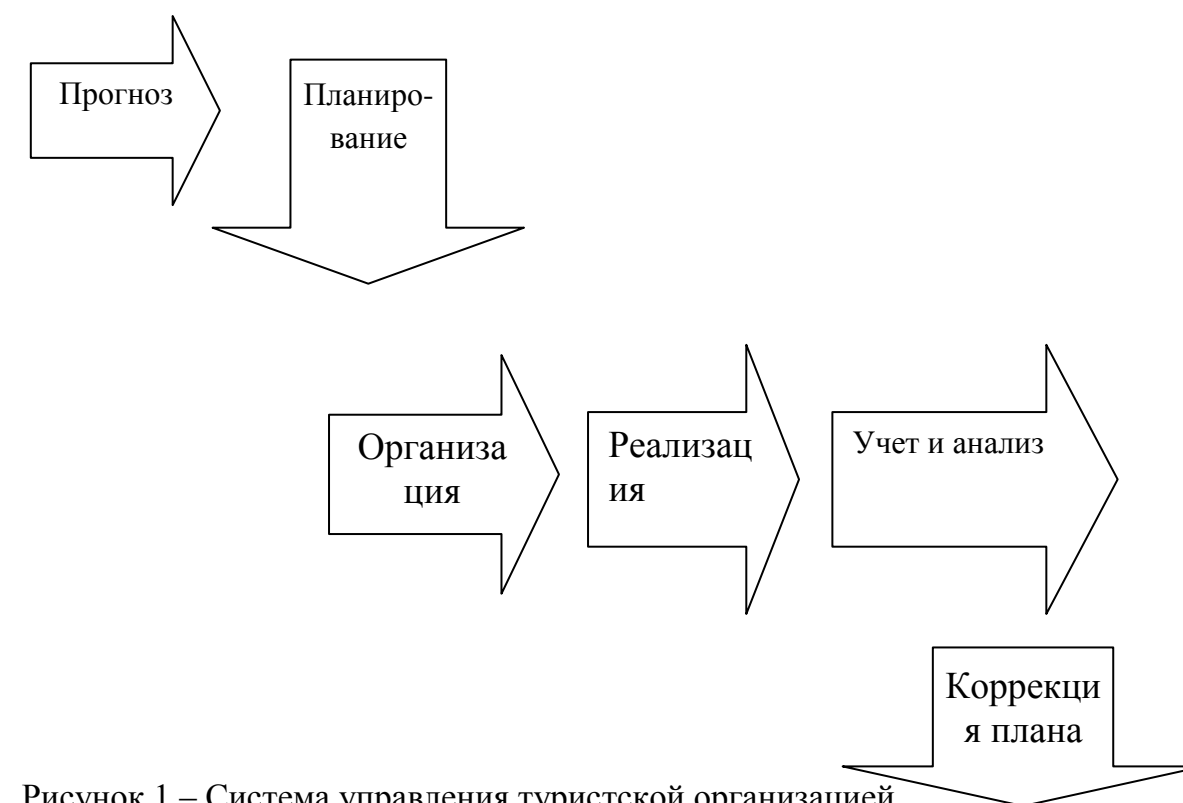 Прогноз
Планиро-
вание
Организа
ция
Реализац
ия
Учет и анализ
Коррекци
я плана
Рисунок 1 – Система управления туристской организацией